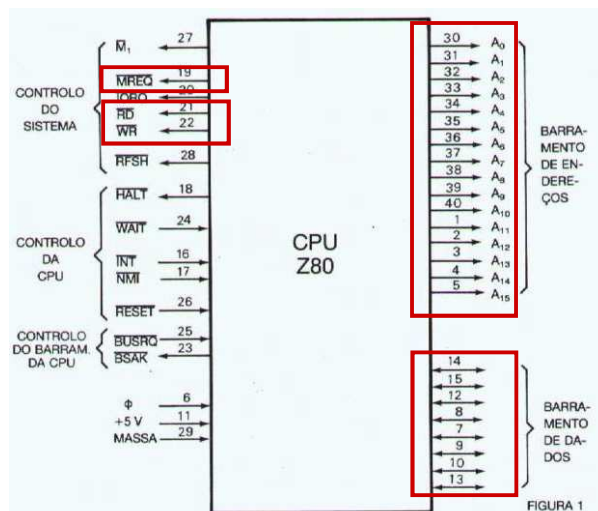 M1 27
MREQ 19
IORQ 20
RD 21
WR 22
RFSH 28
CONTROLO
DO
SISTEMA
HALT 18
WAIT 24
INT 16
NMI 17
RESET 26
CONTROLO
DA
CPU
BUSRQ 25
BSAK 23
CONTROLO
DO BARRAM.
DA CPU
Φ 6
+5 V 11
MASSA 29
CPU
Z80
30 A0
31 A1
32 A2
33 A3
34 A4
35 A5
36 A6
37 A7
38 A8
39 A9
40 A10
1 A11
2 A12
3 A13
4 A14
5 A15
BARRA-
MENTO
DE EN-
DERE-
ÇOS
14
15
12
8
7
9
10
13
BARRA-
MENTO
DE DA-
DOS
FIGURA 1